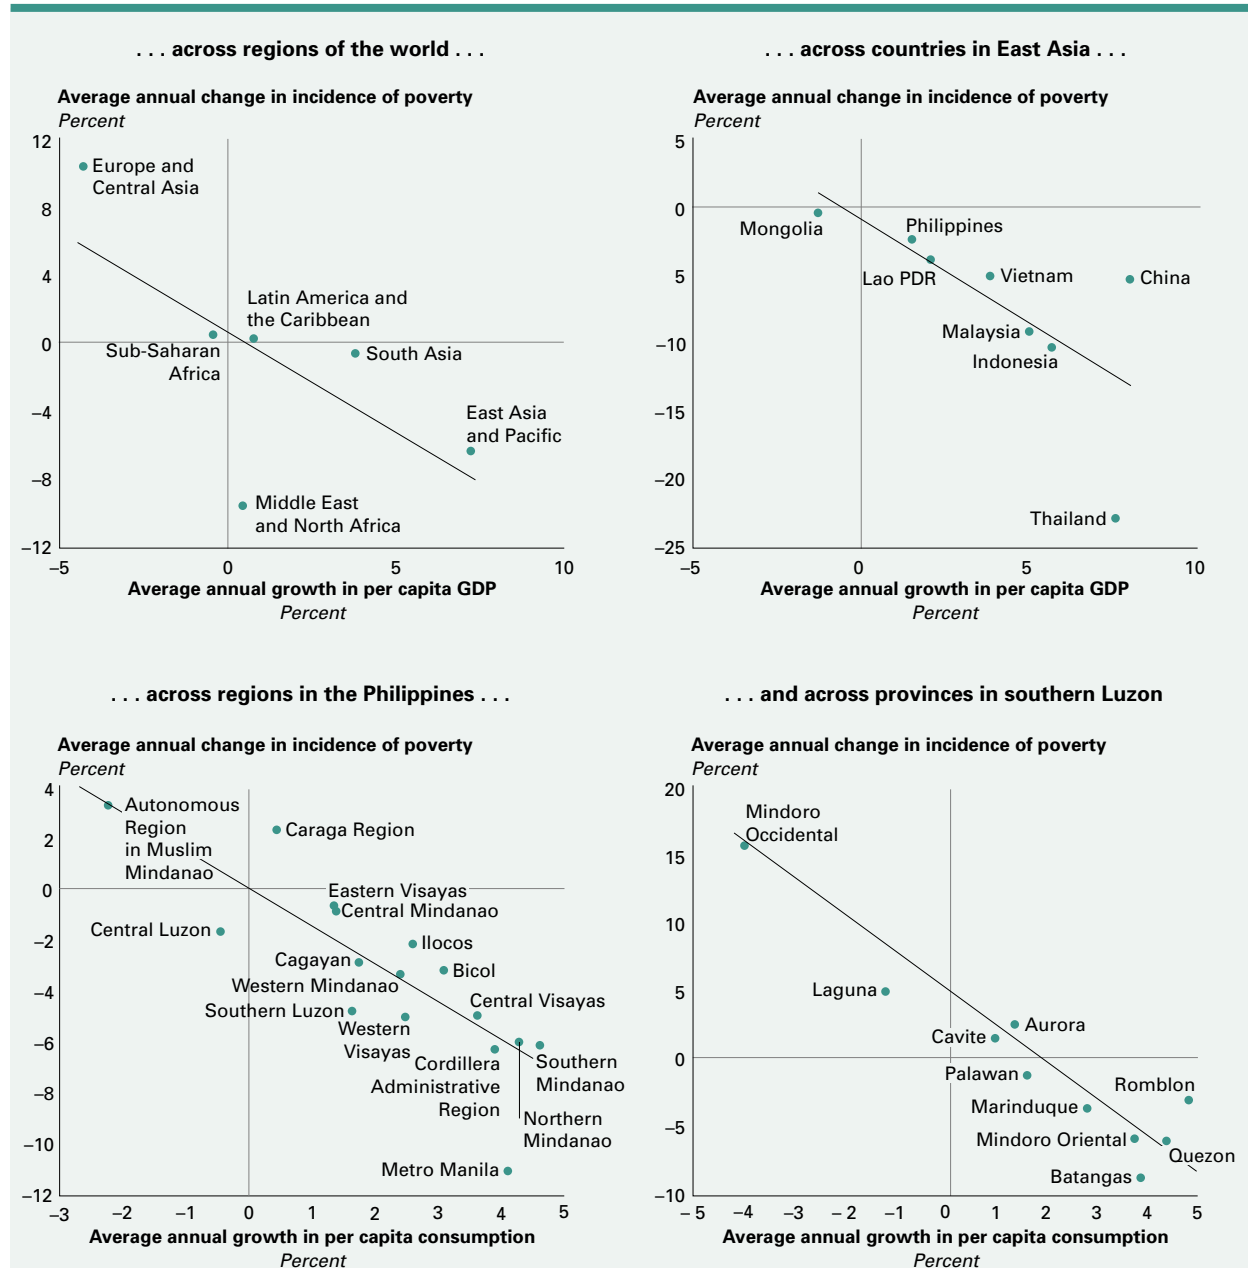 . . . across regions of the world . . .
Average annual change in incidence of poverty
Percent
12
8
4
0
–4
–8
–12
Europe and
Central Asia
Latin America and
the Caribbean
Sub-Saharan
Africa
South Asia
East Asia
and Pacific
Middle East
and North Africa
–5 0 5 10
Average annual growth in per capita GDP
Percent
. . . across countries in East Asia . . .
Average annual change in incidence of poverty
Percent
5
0
5
–10
–15
–20
–25
Mongolia
Philippines
Lao PDR
Vietnam
China
Malaysia
Indonesia
Thailand
–5 0 5 10
Average annual growth in per capita GDP
Percent
. . . across regions in the Philippines . . .
Average annual change in incidence of poverty
Percent
4
2
0
–2
–4
–6
–8
–10
–12
Autonomous
Region
in Muslim
Mindanao
Caraga Region
Eastern Visayas
Central Mindanao
Central Luzon
Ilocos
Cagayan
Bicol
Western Mindanao
Central Visayas
Southern Luzon
Western
Visayas
Cordillera
Administrative
Region
Southern
Mindanao
Northern
Mindanao
Metro Manila
–3 –2 –1 0 1 2 3 4 5
Average annual growth in per capita consumption
Percent
. . . and across provinces in southern Luzon
Average annual change in incidence of poverty
Percent
20
15
10
5
0
–5
–10
Mindoro
Occidental
Laguna
Aurora
Cavite
Palawan
Romblon
Marinduque
Mindoro Oriental
Quezon
Batangas
– 5 –4 –3 – 2 –1 0 1 2 3 4 5
Average annual growth in per capita consumption
Percent